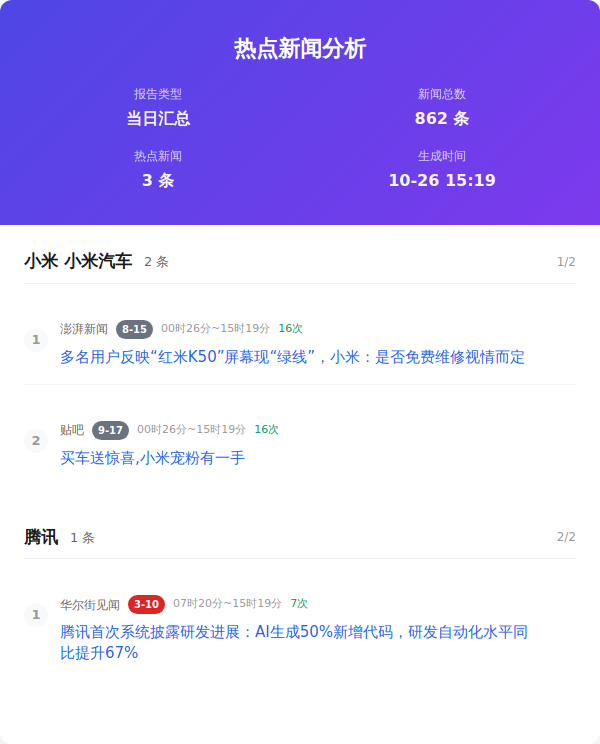 热点新闻分析
报告类型
新闻总数
当日汇总
862 条
热点新闻
生成时间
3 条
10-26 15:19
小米 小米汽车 2 条 1/2
1
澎湃新闻 8-15 00时26分~15时19分 16次
多名用户反映“红米K50”屏幕现“绿线”，小米：是否免费维修视情而定
2
贴吧 9-17 00时26分~15时19分 16次
买车送惊喜,小米宠粉有一手
腾讯 1 条 2/2
1
华尔街见闻 3-10 07时20分~15时19分 7次
腾讯首次系统披露研发进展：AI生成50%新增代码，研发自动化水平同
比提升67%